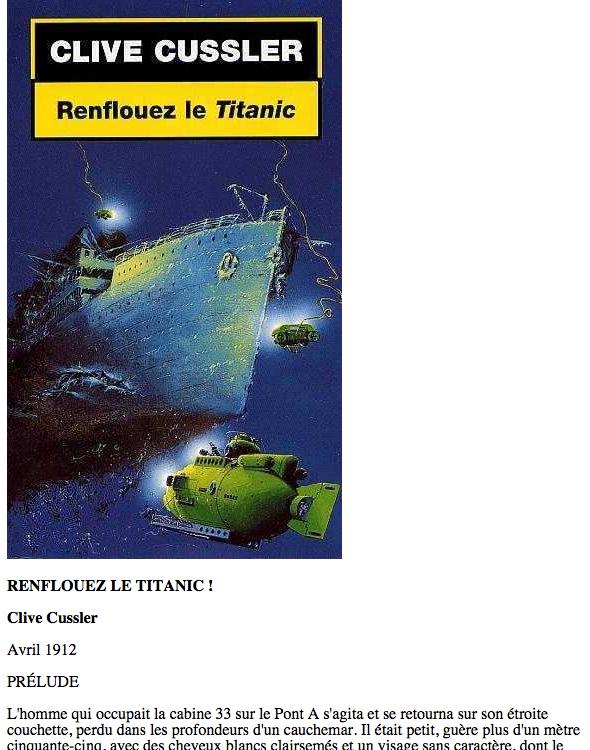 CLIVE CUSSLER
Renflouez le Titanic
RENFLOUEZ LE TITANIC !
Clive Cussler
Avril 1912
PRÉLUDE
L'homme qui occupait la cabine 33 sur le Pont A s'agita et se retourna sur son étroite
couchette, perdu dans les profondeurs d'un cauchemar. Il était petit, guère plus d'un mètre
cinquante-cinq, avec des cheveux blancs clairsemés et un visage sans caractère, dont le